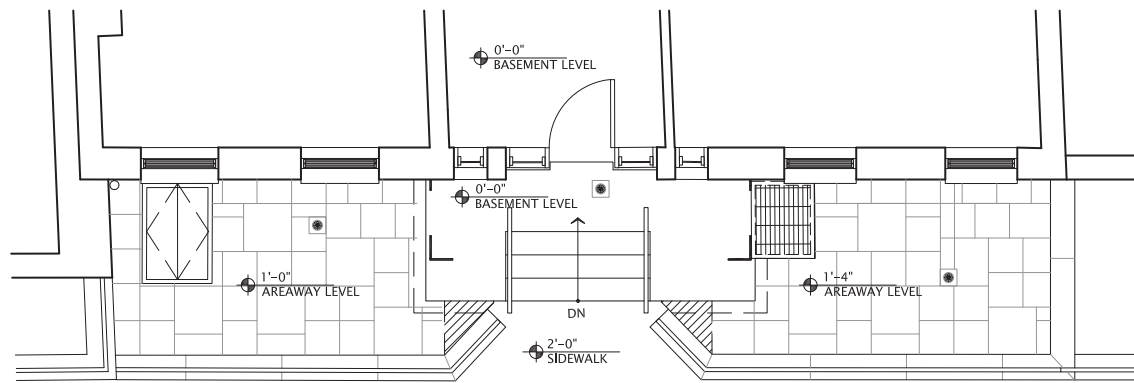 0'-0"
BASEMENT LEVEL
0'-0"
BASEMENT LEVEL
1'-0"
AREAWAY LEVEL
1'-4"
AREAWAY LEVEL
DN
2'-0"
SIDEWALK